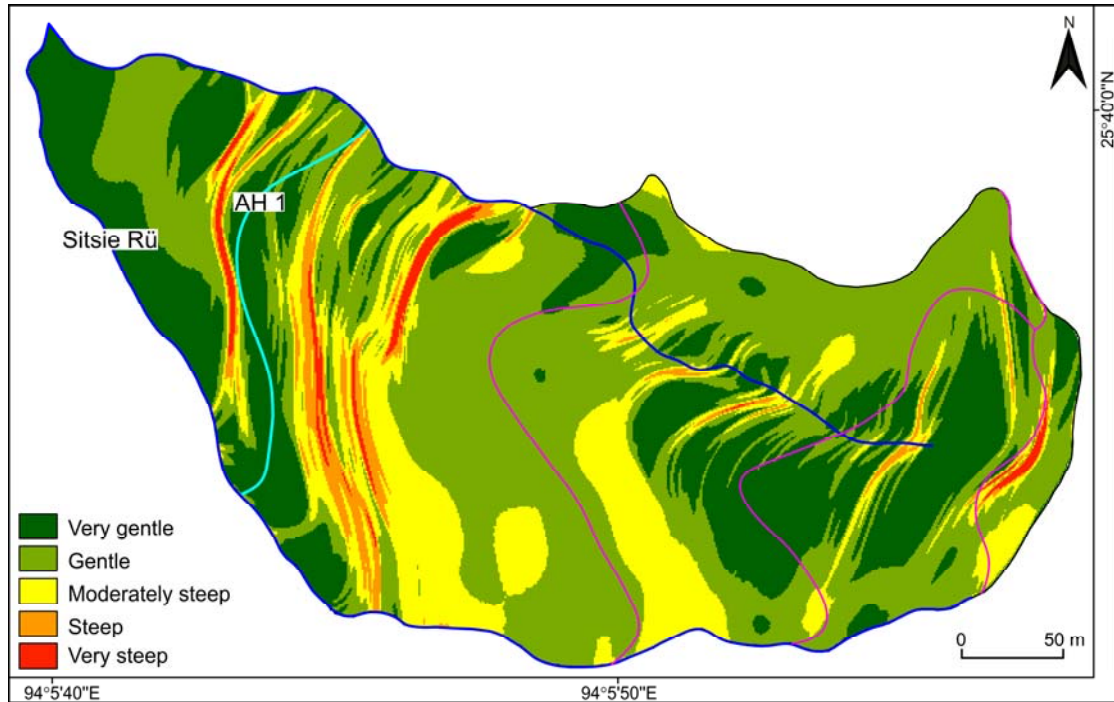 N
25°40'0"N
AH 1
Sitsie Rü
Very gentle
Gentle
Moderately steep
Steep
Very steep
0 50 m
94°5'40"E 94°5'50"E